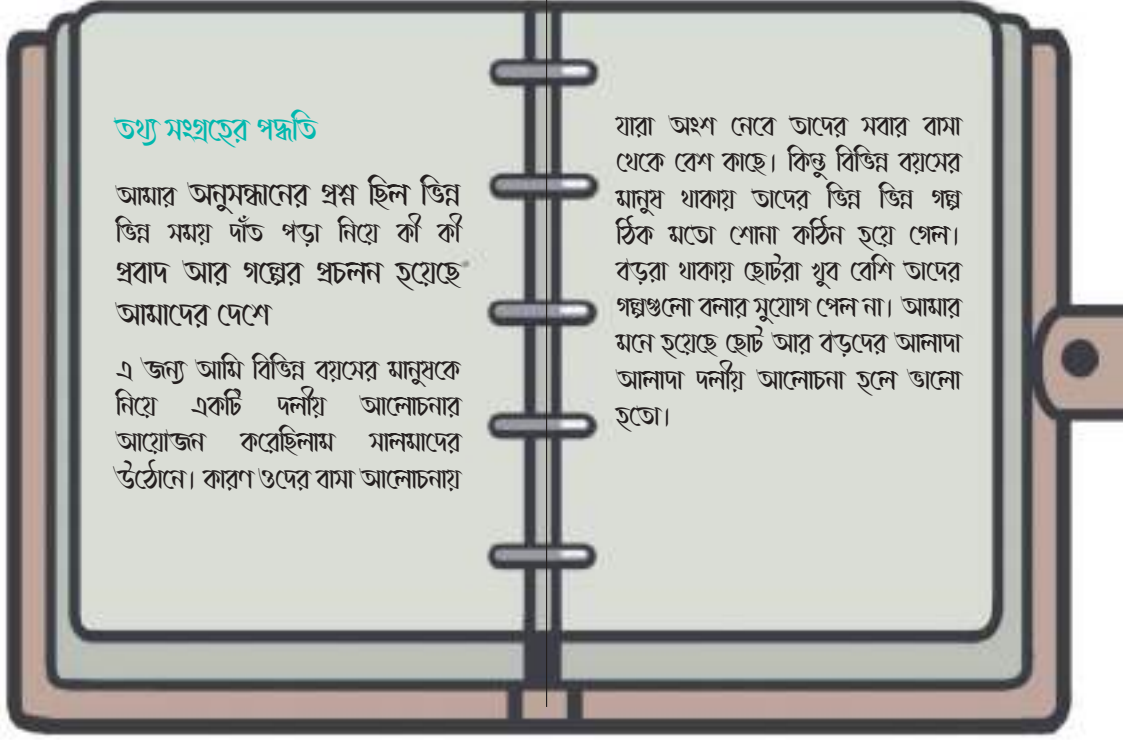 তথ্য সংগ্রহের পদ্ধতি
আমার অনুসন্ধানের প্রশ্ন ছিল ভিন্ন
ভিন্ন সময় দাঁত পড়া নিয়ে কী কী
প্রবাদ আর গল্পের প্রচলন হয়েছে
আমাদের দেশে
এ জন্য আমি বিভিন্ন বয়সের মানুষকে
নিয়ে একটি দলীয় আলোচনার
আয়োজন করেছিলাম সালমাদের
উঠোনে। কারণ ওদের বাসা আলোচনায়
যারা অংশ নেবে তাদের সবার বাসা
থেকে বেশ কাছে। কিন্তু বিভিন্ন বয়সের
মানুষ থাকায় তাদের ভিন্ন ভিন্ন গল্প
ঠিক মতো শোনা কঠিন হয়ে গেল।
বড়রা থাকায় ছোটরা খুব বেশি তাদের
গল্পগুলো বলার সুযোগ পেল না। আমার
মনে হয়েছে ছোট আর বড়দের আলাদা
আলাদা দলীয় আলোচনা হলে ভালো
হতো।